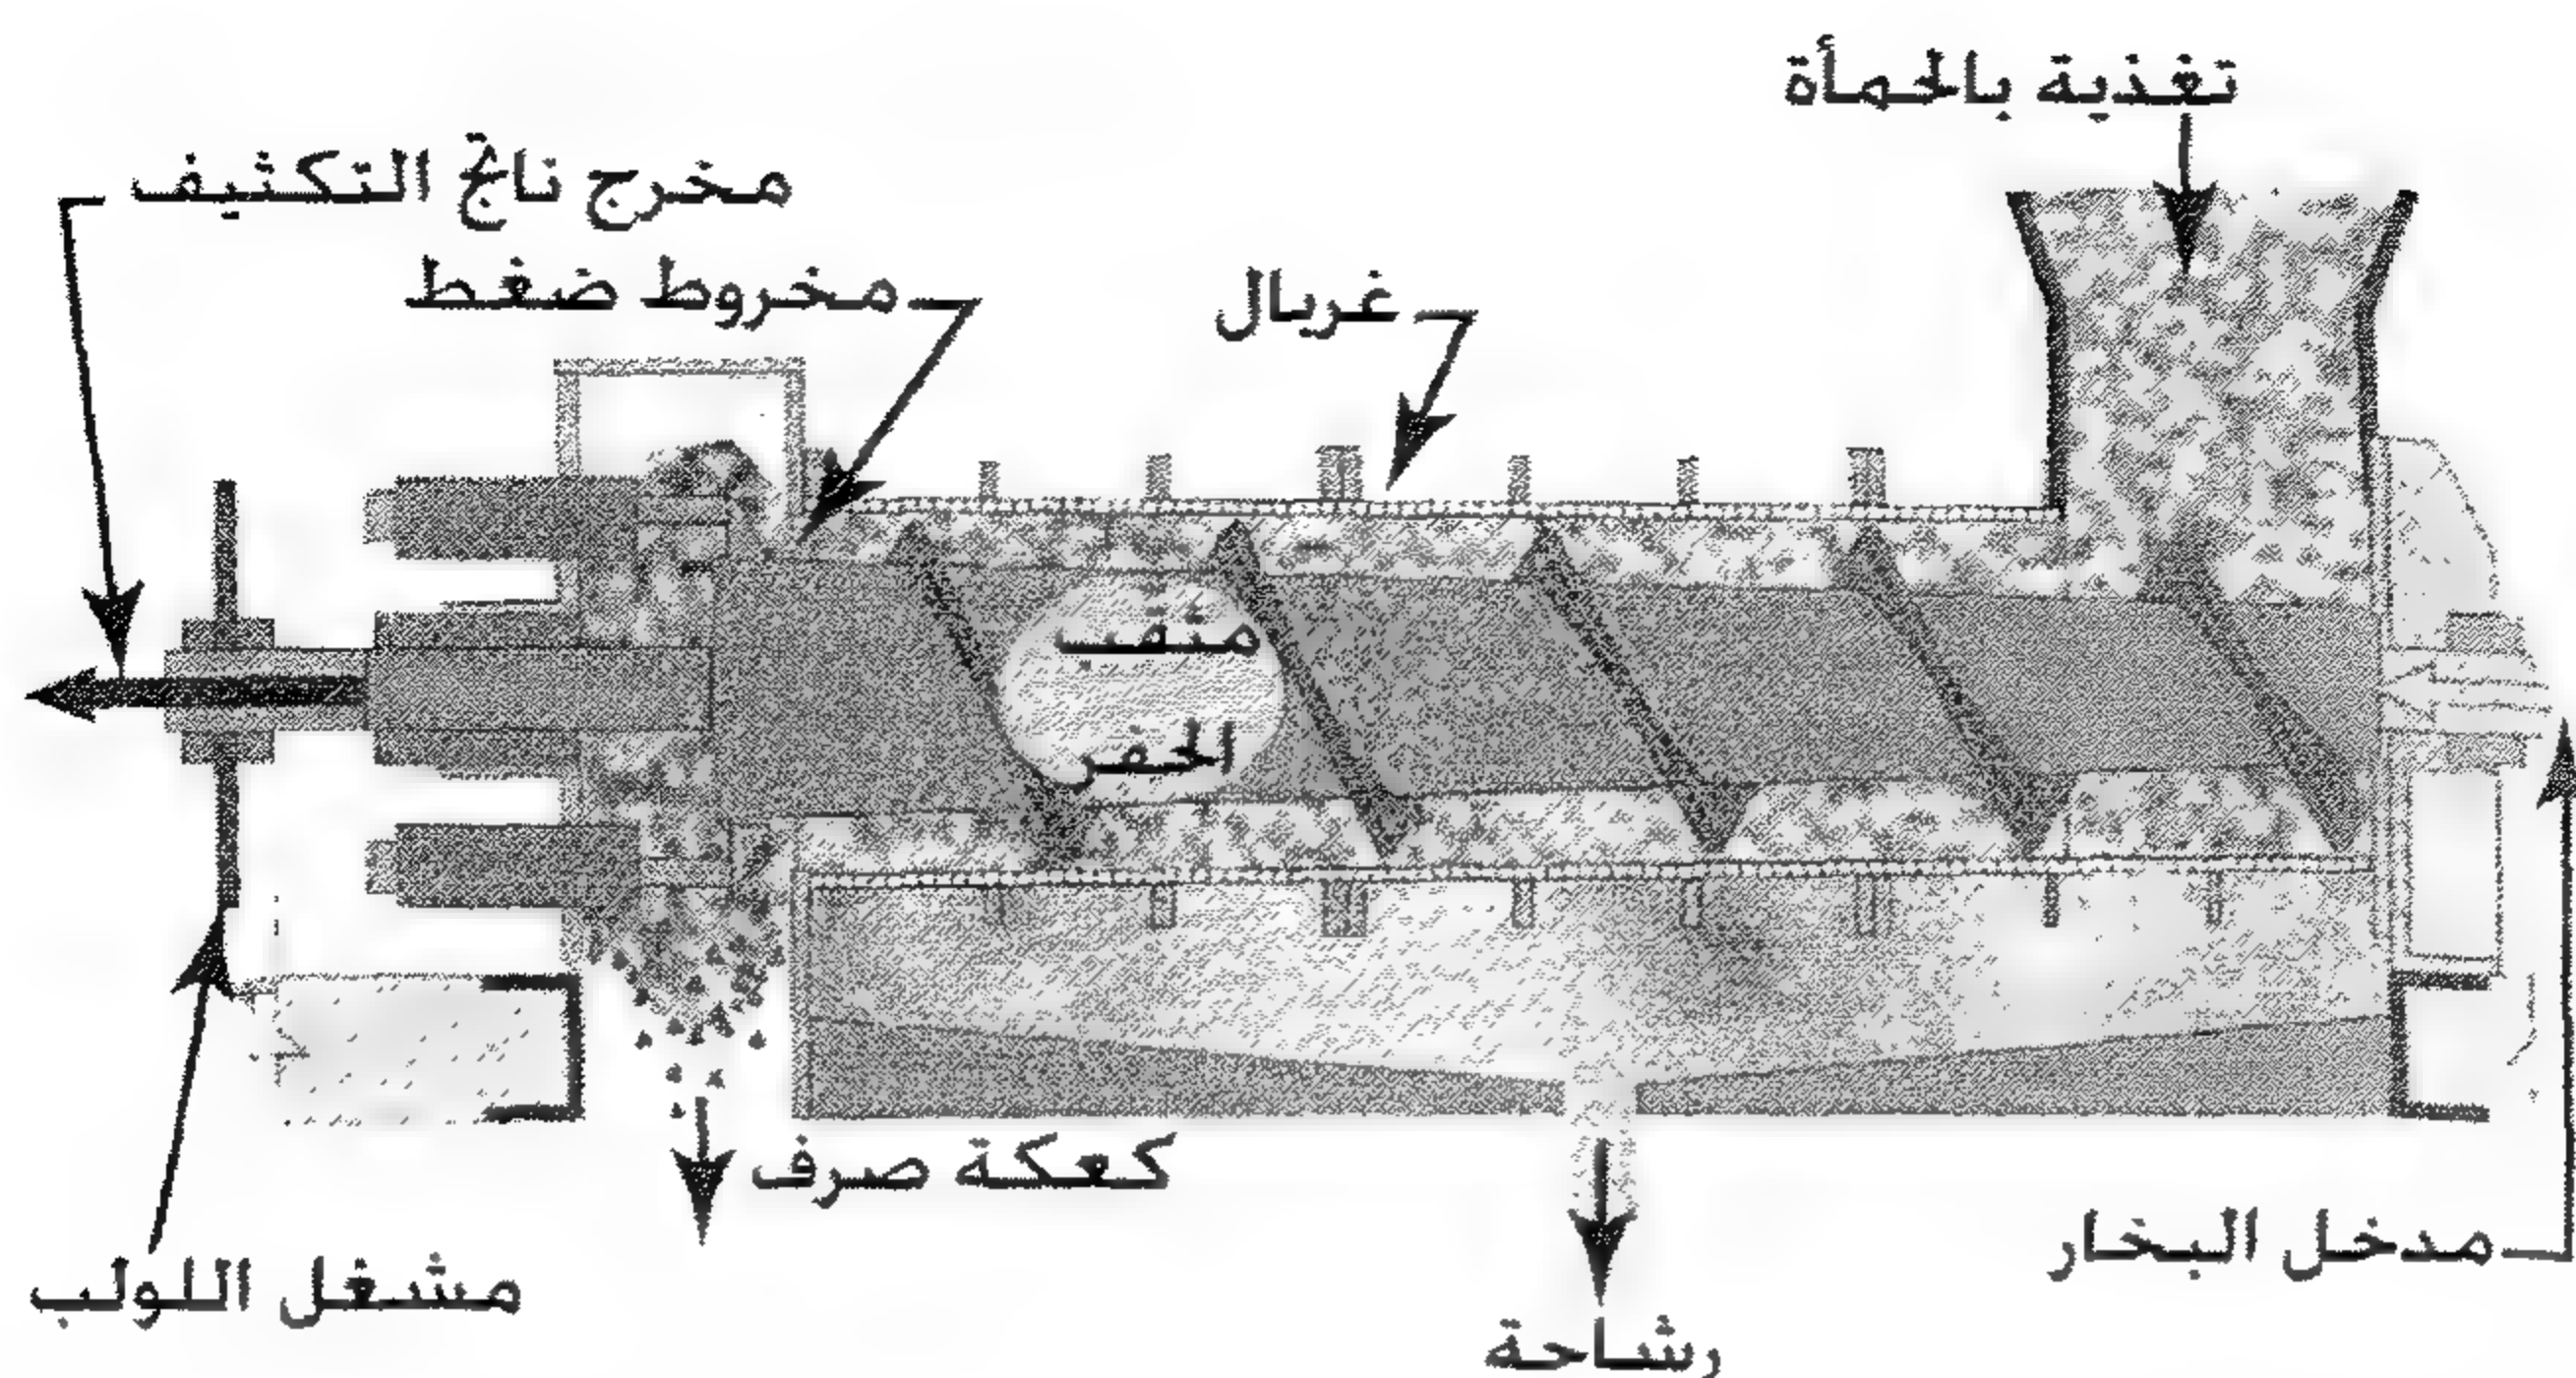 تغذية بالحمأة
مخرج ناتج التكثيف
مخروط ضغط
غربال
مثقب
الحفر
كعكة صرف
مدخل البخار
مشغل اللولب
رشاحة